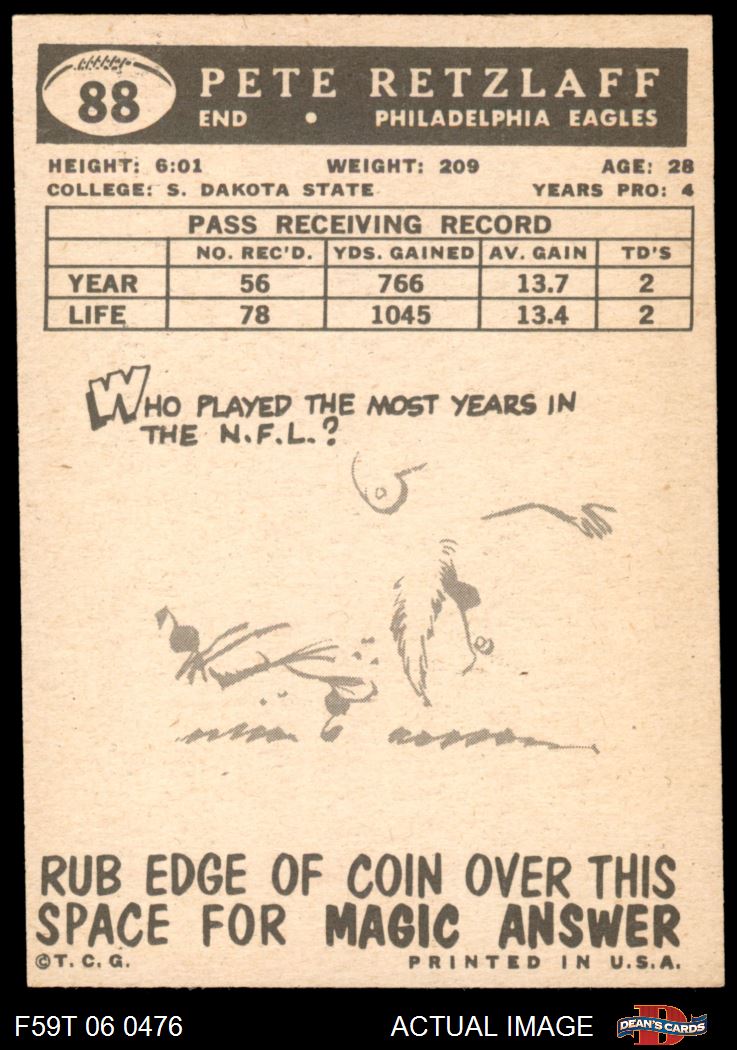 88
PETE RETZLAFF
END • PHILADELPHIA EAGLES
HEIGHT: 6:01 WEIGHT: 209 AGE: 28
COLLEGE: S. DAKOTA STATE YEARS PRO: 4
PASS RECEIVING RECORD
NO. REC'D. YDS. GAINED AV. GAIN TD'S
YEAR 56 766 13.7 2
LIFE 78 1045 13.4 2
WHO PLAYED THE MOST YEARS IN
THE N.F.L.?
RUB EDGE OF COIN OVER THIS
SPACE FOR MAGIC ANSWER
©T.C.G. PRINTED IN U.S.A.
F59T 06 0476 ACTUAL IMAGE D DEAN'S CARDS